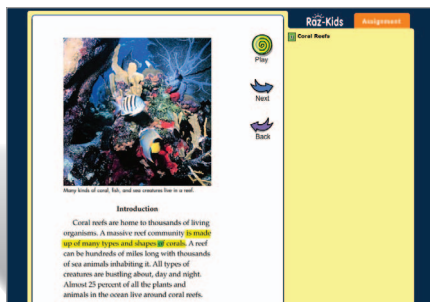 Raz-Kids
Assignment
Coral Reefs
Play
Next
Back
Many kinds of coral, fish, and sea creatures live in a reef.
Introduction
Coral reefs are home to thousands of living
organisms. A massive reef community is made
up of many types and shapes of corals. A reef
can be hundreds of miles long with thousands
of sea animals inhabiting it. All types of
creatures are bustling about, day and night.
Almost 25 percent of all the plants and
animals in the ocean live around coral reefs.